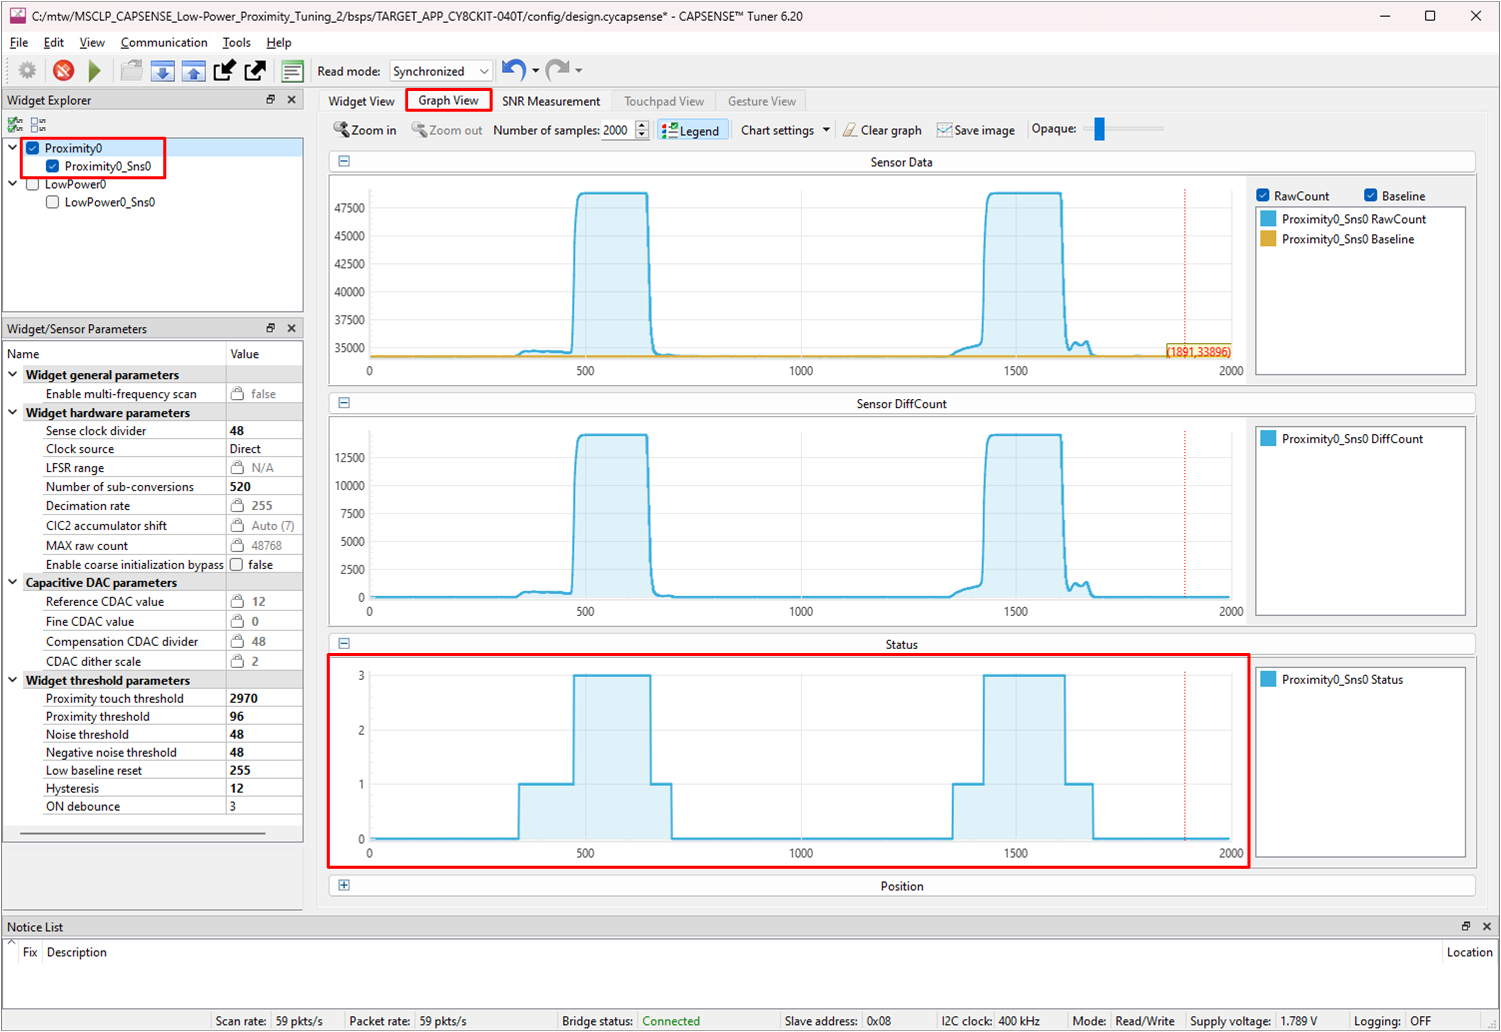 C:/mtw/MSCLP_CAPSENSE_Low-Power_Proximity_Tuning_2/bsps/TARGET_APP_CY8CKIT-040T/config/design.cycapsense* - CAPSENSE™ Tuner 6.20
File Edit View Communication Tools Help
Read mode: Synchronized
Widget Explorer
Proximity0
Proximity0_Sns0
LowPower0
LowPower0_Sns0
Widget/Sensor Parameters
Name Value
Widget general parameters
Enable multi-frequency scan false
Widget hardware parameters
Sense clock divider 48
Clock source Direct
LFSR range N/A
Number of sub-conversions 520
Decimation rate 255
CIC2 accumulator shift Auto (7)
MAX raw count 48768
Enable coarse initialization bypass false
Capacitive DAC parameters
Reference CDAC value 12
Fine CDAC value 0
Compensation CDAC divider 48
CDAC dither scale 2
Widget threshold parameters
Proximity touch threshold 2970
Proximity threshold 96
Noise threshold 48
Negative noise threshold 48
Low baseline reset 255
Hysteresis 12
ON debounce 3
Widget View Graph View SNR Measurement Touchpad View Gesture View
Zoom in Zoom out Number of samples: 2000 Legend Chart settings Clear graph Save image Opaque:
Sensor Data
47500
45000
42500
40000
37500
35000
(1891,33896)
0 500 1000 1500 2000
RawCount Baseline
Proximity0_Sns0 RawCount
Proximity0_Sns0 Baseline
Sensor DiffCount
12500
10000
7500
5000
2500
0
0 500 1000 1500 2000
Proximity0_Sns0 DiffCount
Status
3
2
1
0
0 500 1000 1500 2000
Proximity0_Sns0 Status
Position
Notice List
Fix Description Location
Scan rate: 59 pkts/s Packet rate: 59 pkts/s Bridge status: Connected Slave address: 0x08 I2C clock: 400 kHz Mode: Read/Write Supply voltage: 1.789 V Logging: OFF